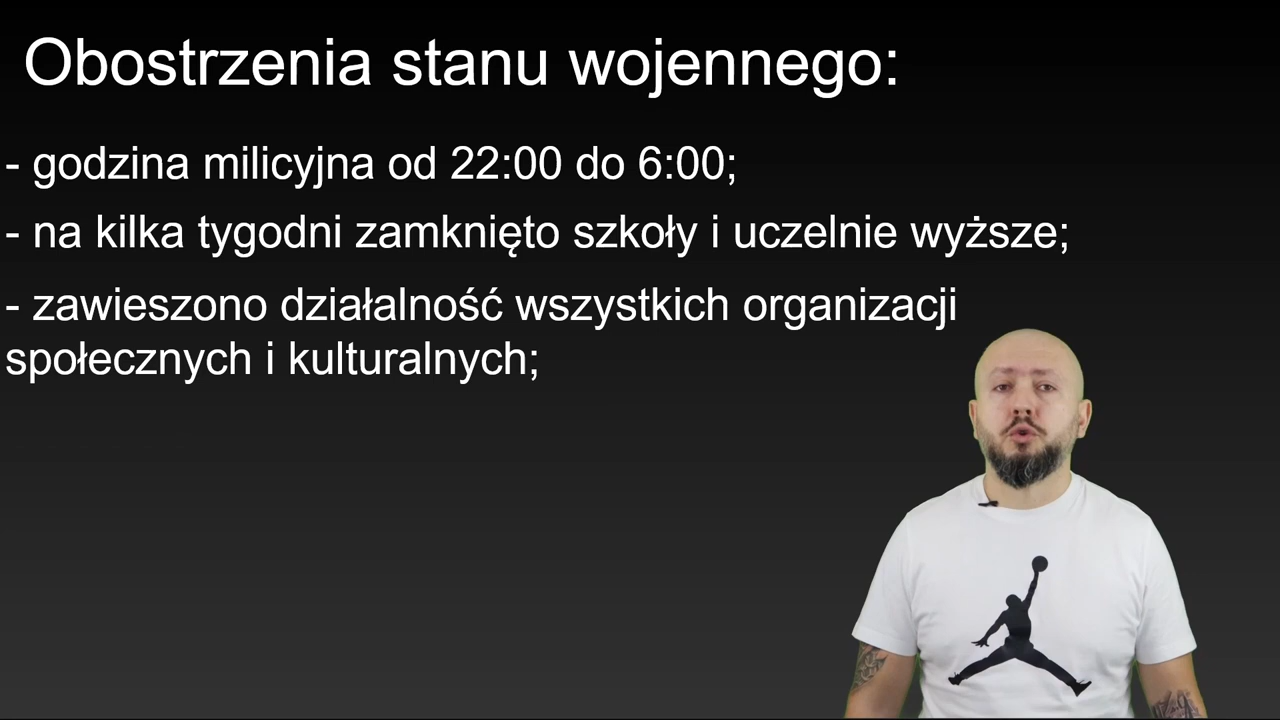 Obostrzenia stanu wojennego:
- godzina milicyjna od 22:00 do 6:00;
- na kilka tygodni zamknięto szkoły i uczelnie wyższe;
- zawieszono działalność wszystkich organizacji
społecznych i kulturalnych;